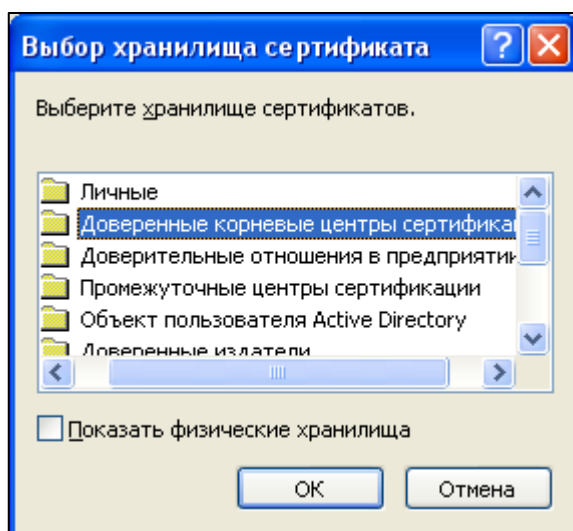 Выбор хранилища сертификата
Выберите хранилище сертификатов.
Личные
Доверенные корневые центры сертифика
Доверительные отношения в предприятии
Промежуточные центры сертификации
Объект пользователя Active Directory
Доверенные издатели
Показать физические хранилища
ОК
Отмена